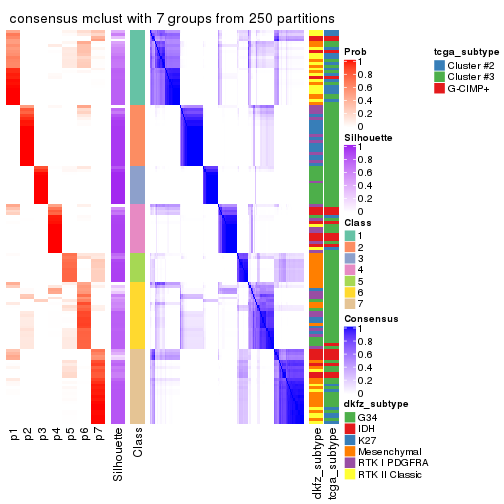 consensus mclust with 7 groups from 250 partitions
Prob
1
0.8
0.6
0.4
0.2
0
Silhouette
1
0.8
0.6
0.4
0.2
0
Class
1
2
3
4
5
6
7
Consensus
1
0.8
0.6
0.4
0.2
0
dkfz_subtype
G34
IDH
K27
Mesenchymal
RTK I PDGFRA
RTK II Classic
tcga_subtype
Cluster #2
Cluster #3
G-CIMP+
p1
p2
p3
p4
p5
p6
p7
Silhouette
Class
dkfz_subtype
tcga_subtype